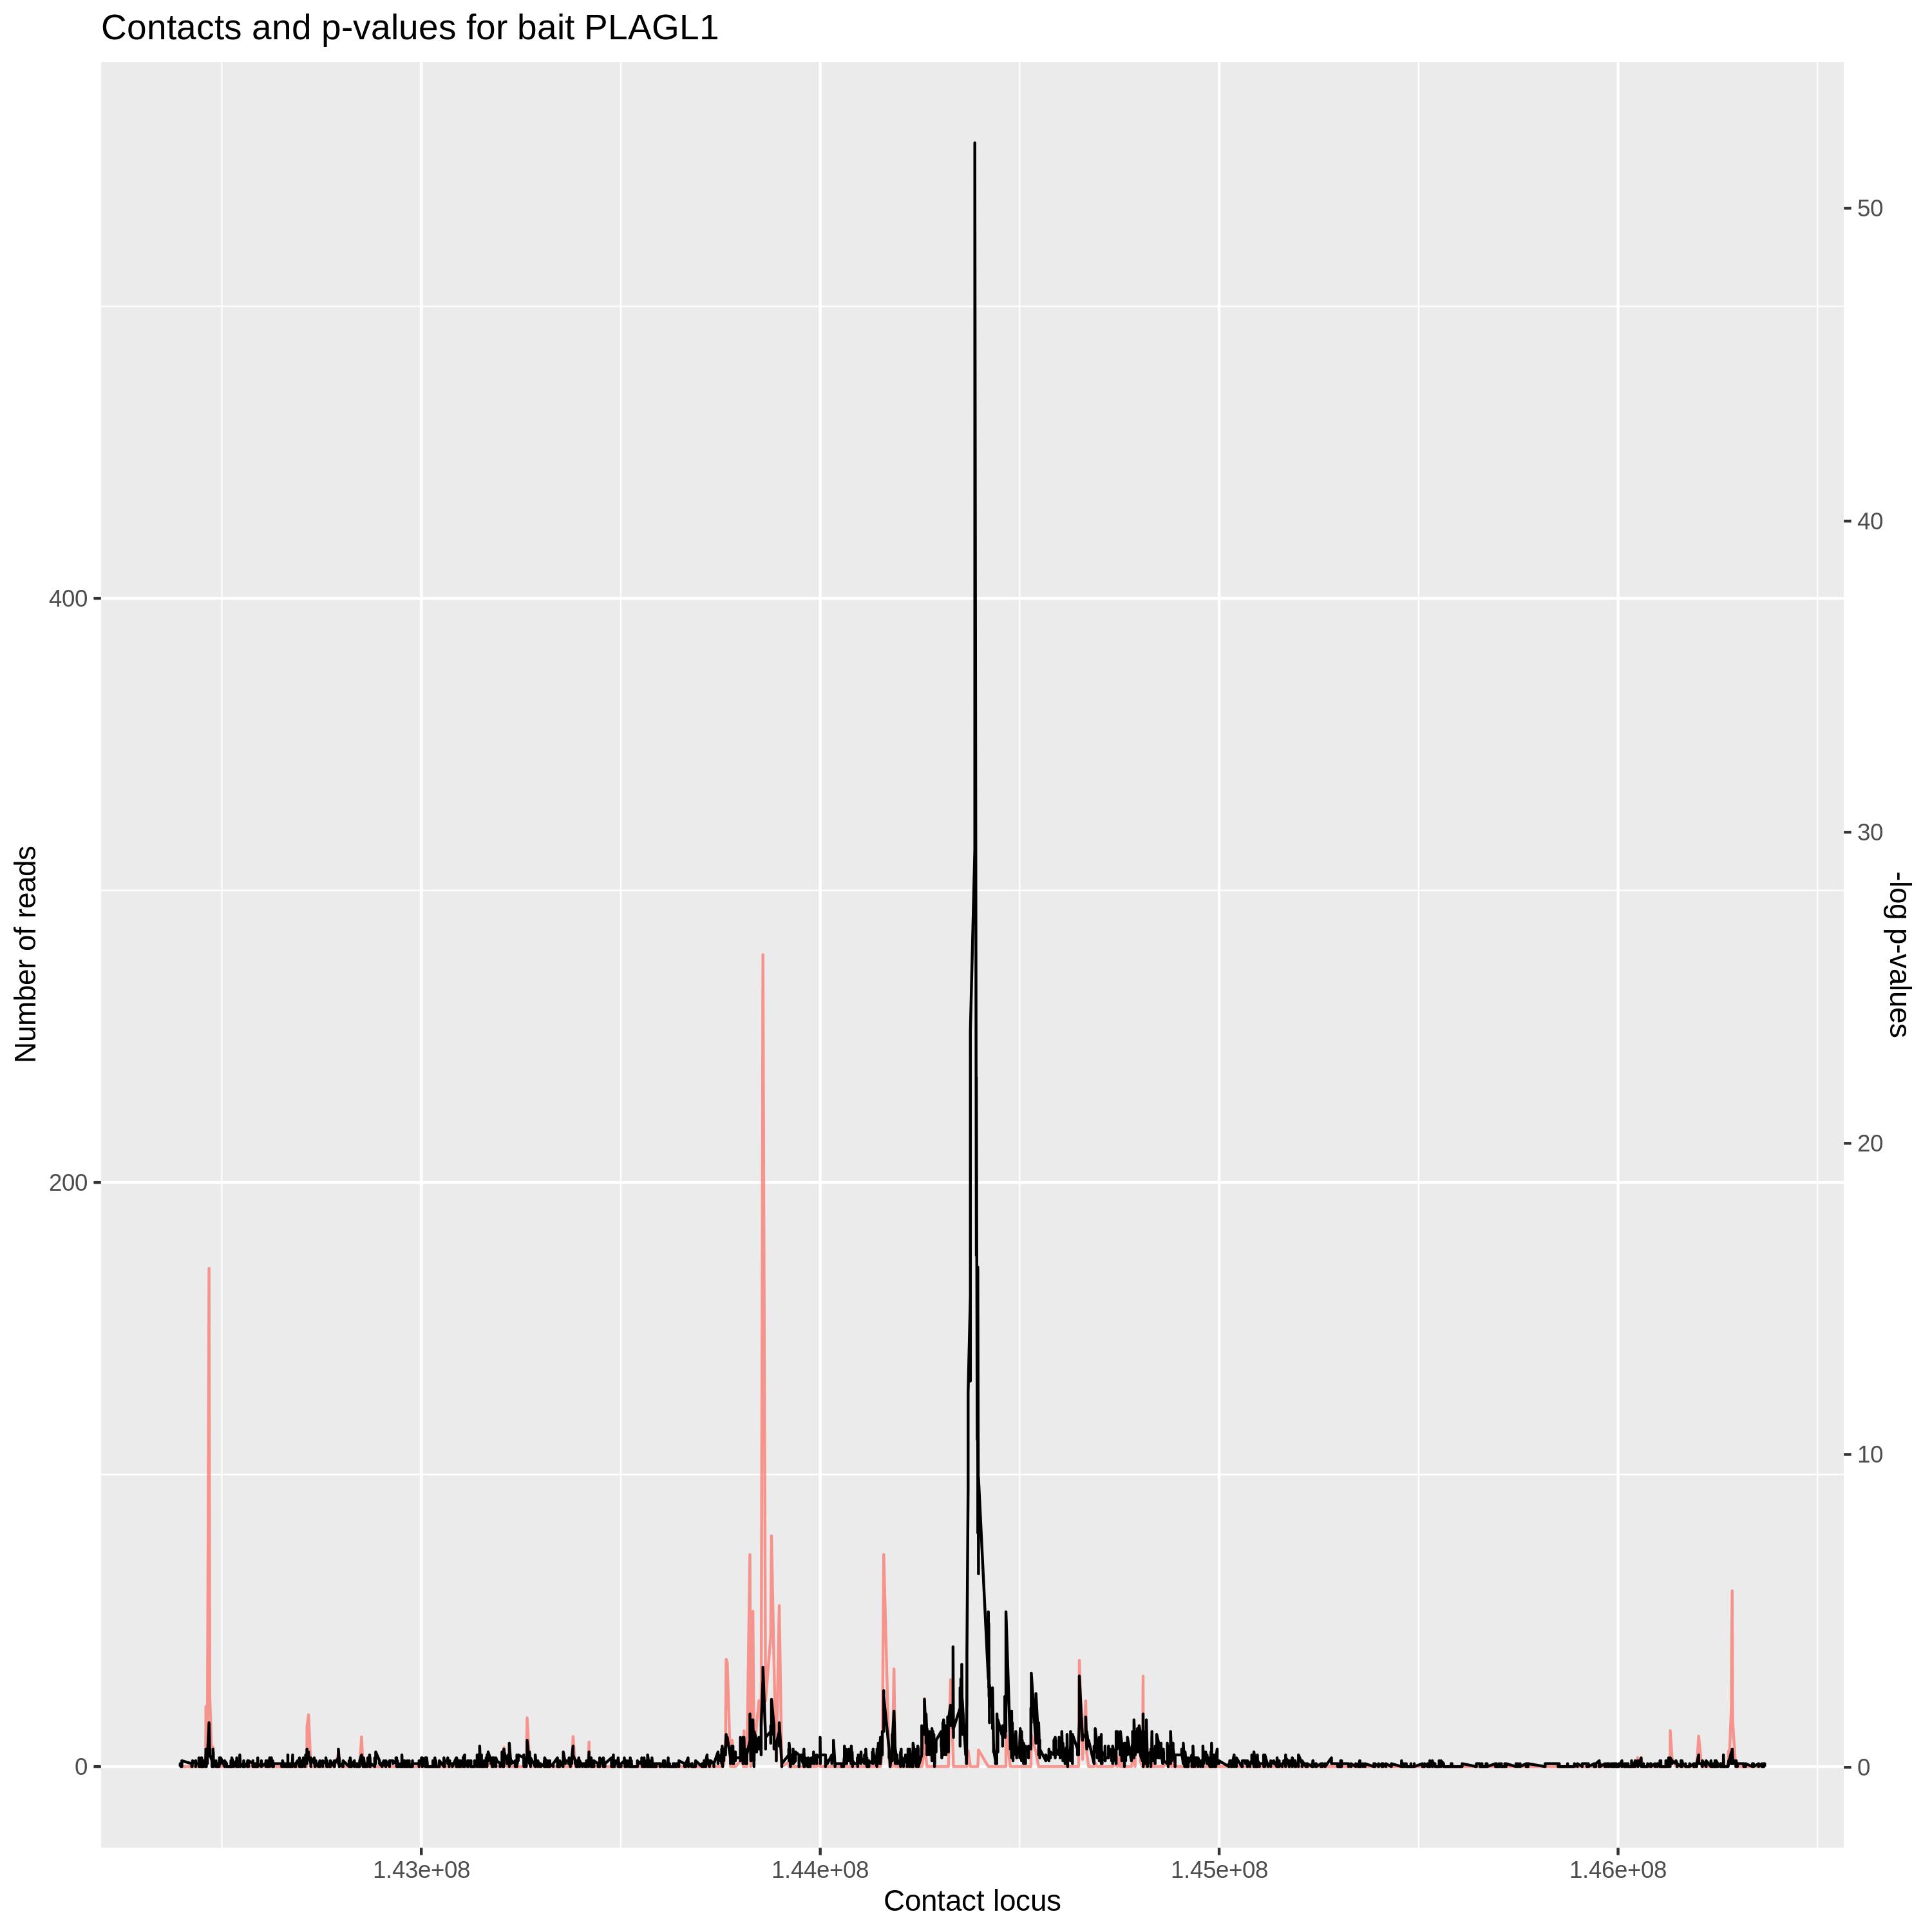 Contacts and p-values for bait PLAGL1
Number of reads
400
200
0
50
40
30
20
10
0
-log p-values
1.43e+08 1.44e+08 1.45e+08 1.46e+08
Contact locus